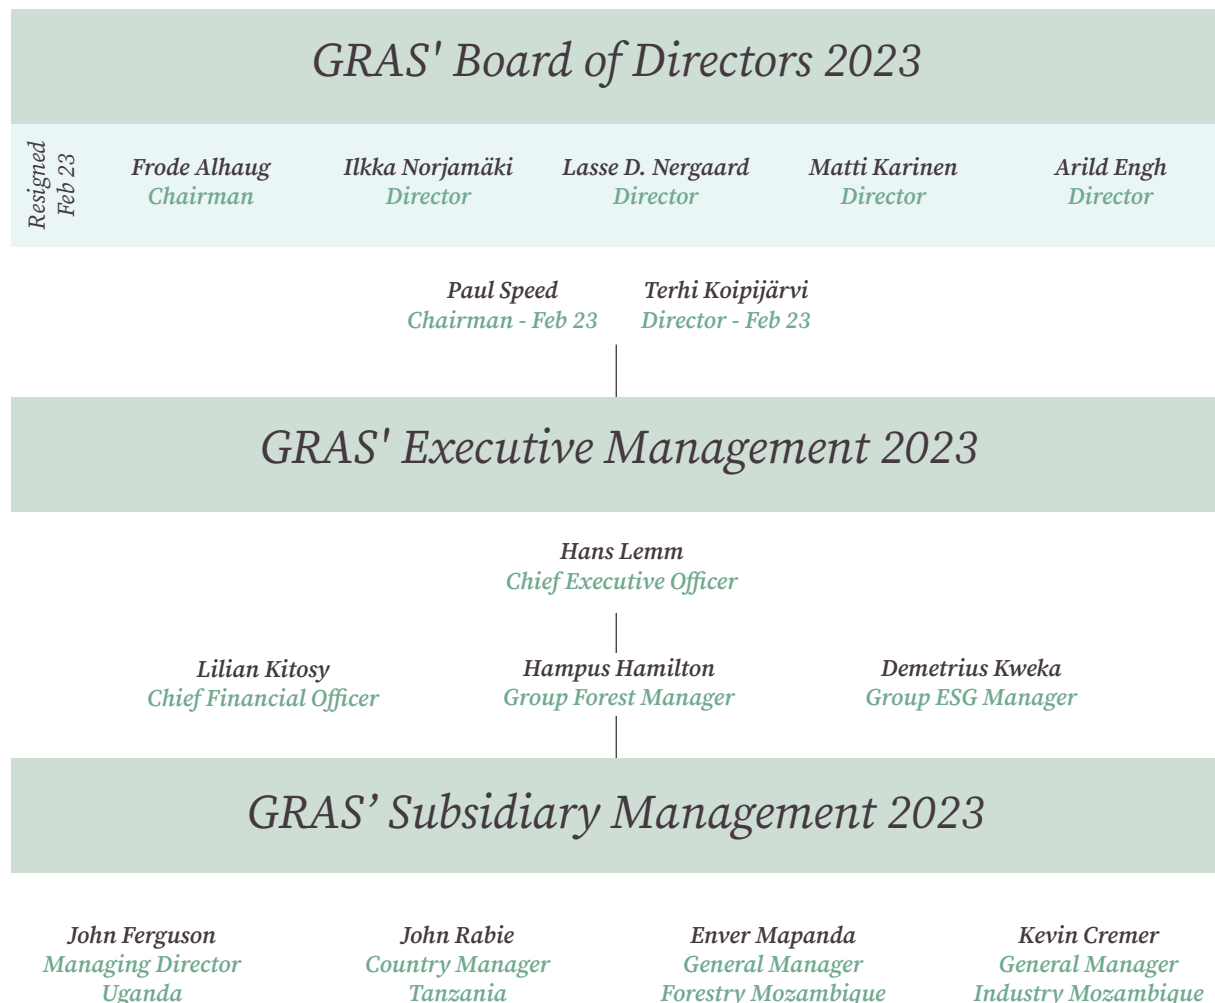 GRAS' Board of Directors 2023
Resigned
Feb 23
Frode Alhaug
Chairman
Ilkka Norjamäki
Director
Lasse D. Nergaard
Director
Matti Karinen
Director
Arild Engh
Director
Paul Speed
Chairman - Feb 23
Terhi Koipijärvi
Director - Feb 23
GRAS' Executive Management 2023
Hans Lemm
Chief Executive Officer
Lilian Kitosy
Chief Financial Officer
Hampus Hamilton
Group Forest Manager
Demetrius Kweka
Group ESG Manager
GRAS’ Subsidiary Management 2023
John Ferguson
Managing Director
Uganda
John Rabie
Country Manager
Tanzania
Enver Mapanda
General Manager
Forestry Mozambique
Kevin Cremer
General Manager
Industry Mozambique